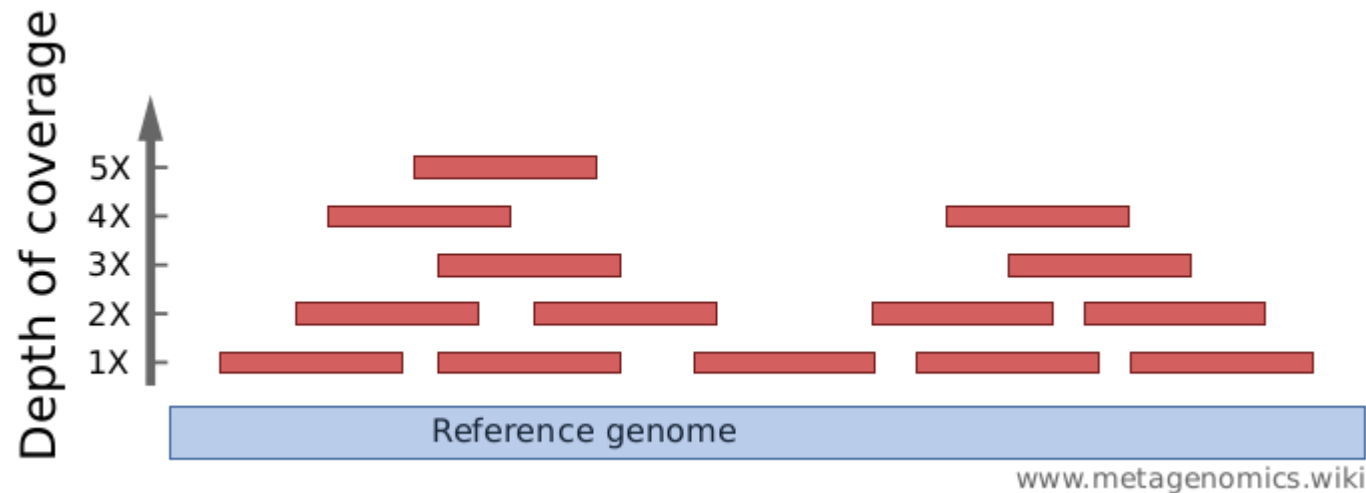 Depth of coverage
5X
4X
3X
2X
1X
Reference genome
www.metagenomics.wiki